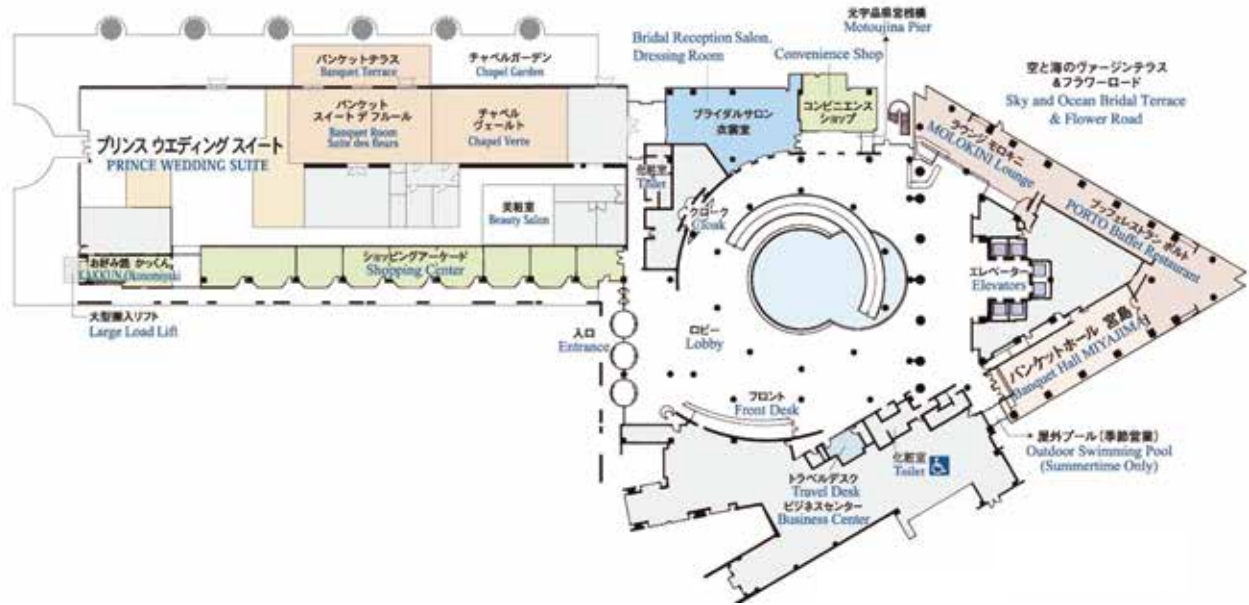 元宇品県営桟橋
Motoujina Pier
Bridal Reception Salon,
Dressing Room
Convenience Shop
バンケットテラス
Banquet Terrace
チャペルガーデン
Chapel Garden
空と海のヴァージンテラス
&フラワーロード
Sky and Ocean Bridal Terrace
& Flower Road
バンケット
スイート デ フルール
Banquet Room
Suite des fleurs
チャペル
ヴェールト
Chapel Verte
ブライダルサロン
衣裳室
コンビニエンス
ショップ
ラウンジ モロキニ
MOLOKINI Lounge
プリンス ウエディング スイート
PRINCE WEDDING SUITE
化粧室
Toilet
美粧室
Beauty Salon
クローク
Cloak
ブッフェレストラン ポルト
PORTO Buffet Restaurant
お好み焼 かっくん
KAKKUN Okonomiyaki
ショッピングアーケード
Shopping Center
エレベーター
Elevators
大型搬入リフト
Large Load Lift
入口
Entrance
ロビー
Lobby
バンケットホール 宮島
Banquet Hall MIYAJIMA
フロント
Front Desk
屋外プール(季節営業)
Outdoor Swimming Pool
(Summertime Only)
化粧室
Toilet
トラベルデスク
Travel Desk
ビジネスセンター
Business Center